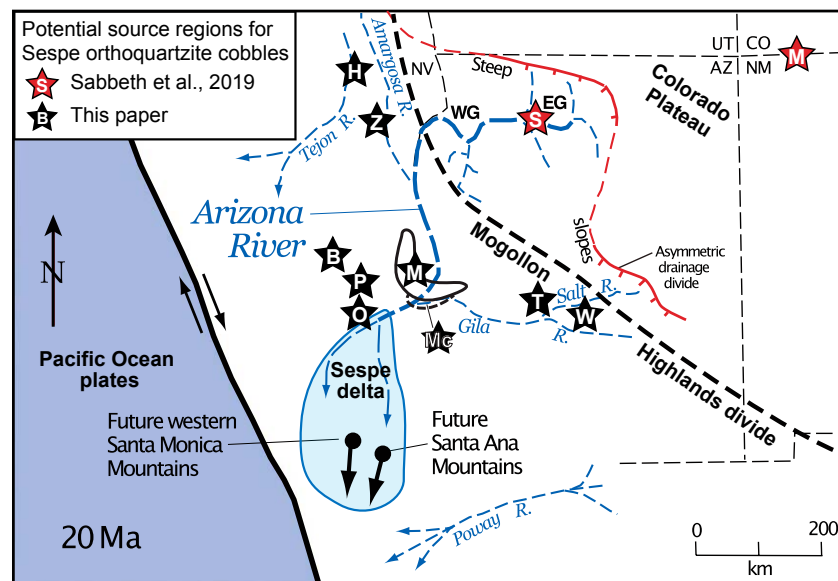 Potential source regions for
Sespe orthoquartzite cobbles
S Sabbeth et al., 2019
B This paper
H
Amargosa R.
NV
Steep
UT CO
AZ NM
M
Colorado
Plateau
Z
Tejon R.
WG
EG
S
Arizona
River
slopes
Mogollon
Asymmetric
drainage
divide
N
B
P
M
O
Mc
T
Salt R.
W
Gila R.
Highlands divide
Pacific Ocean
plates
Sespe
delta
Future western
Santa Monica
Mountains
Future
Santa Ana
Mountains
Poway R.
20 Ma
0 200
km